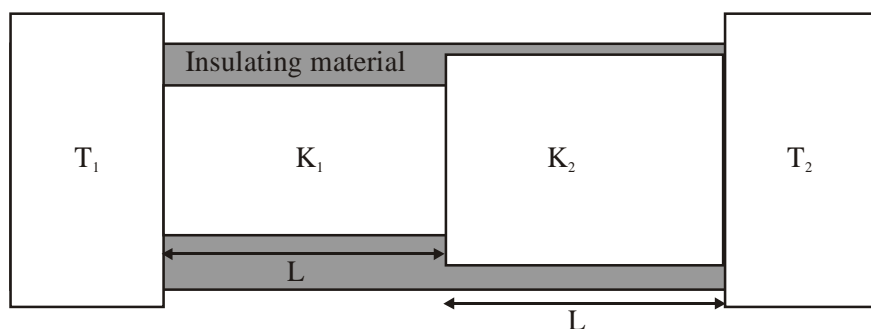 Insulating material
T₁
K₁
K₂
T₂
L
L